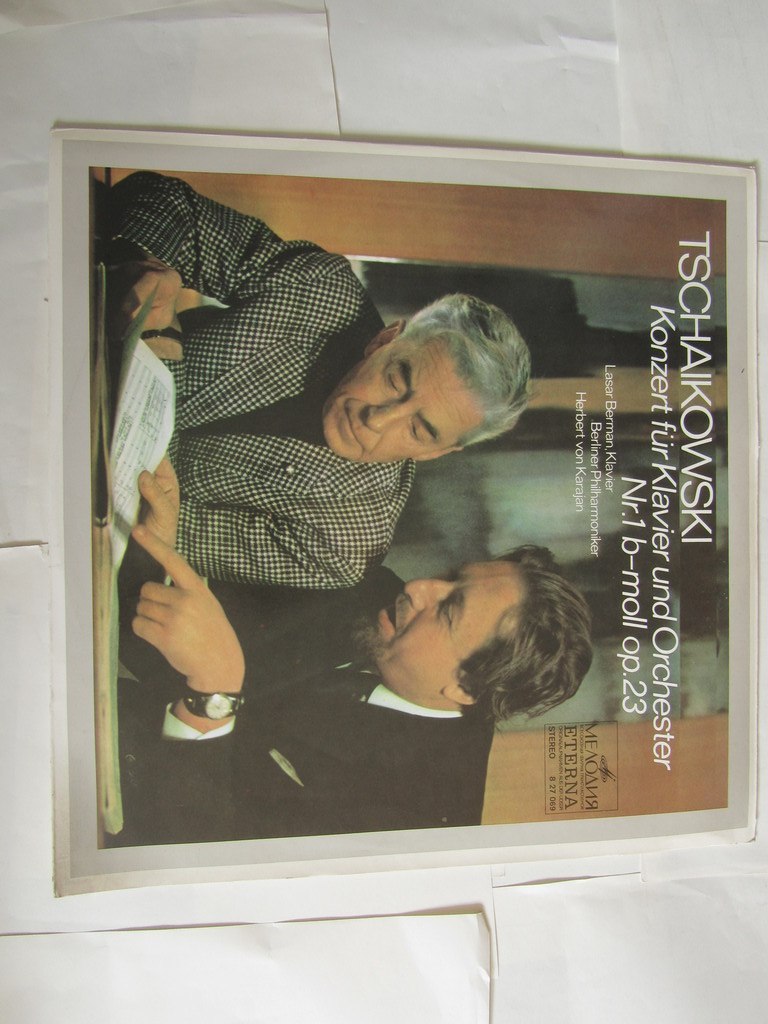 TSCHAIKOWSKI
Konzert für Klavier und Orchester
Nr.1 b-moll op.23
Lasar Berman, Klavier
Berliner Philharmoniker
Herbert von Karajan
МЕЛОДИЯ
ETERNA
STEREO 8 27 069